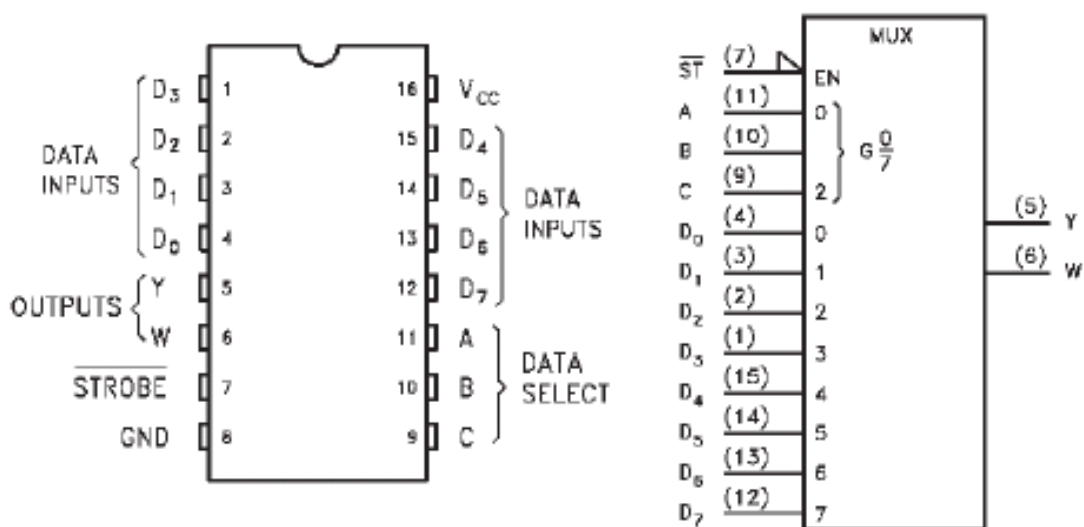 D3 1 16 VCC
D2 2 15 D4
DATA INPUTS
D1 3 14 D5
D0 4 13 D6
DATA INPUTS
Y 5 12 D7
OUTPUTS
W 6 11 A
STROBE 7 10 B
DATA SELECT
GND 8 9 C
MUX
ST (7) EN
A (11) 0
B (10) G 0/7
C (9) 2
D0 (4) 0
D1 (3) 1
D2 (2) 2
D3 (1) 3
D4 (15) 4
D5 (14) 5
D6 (13) 6
D7 (12) 7
(5) Y
(6) W